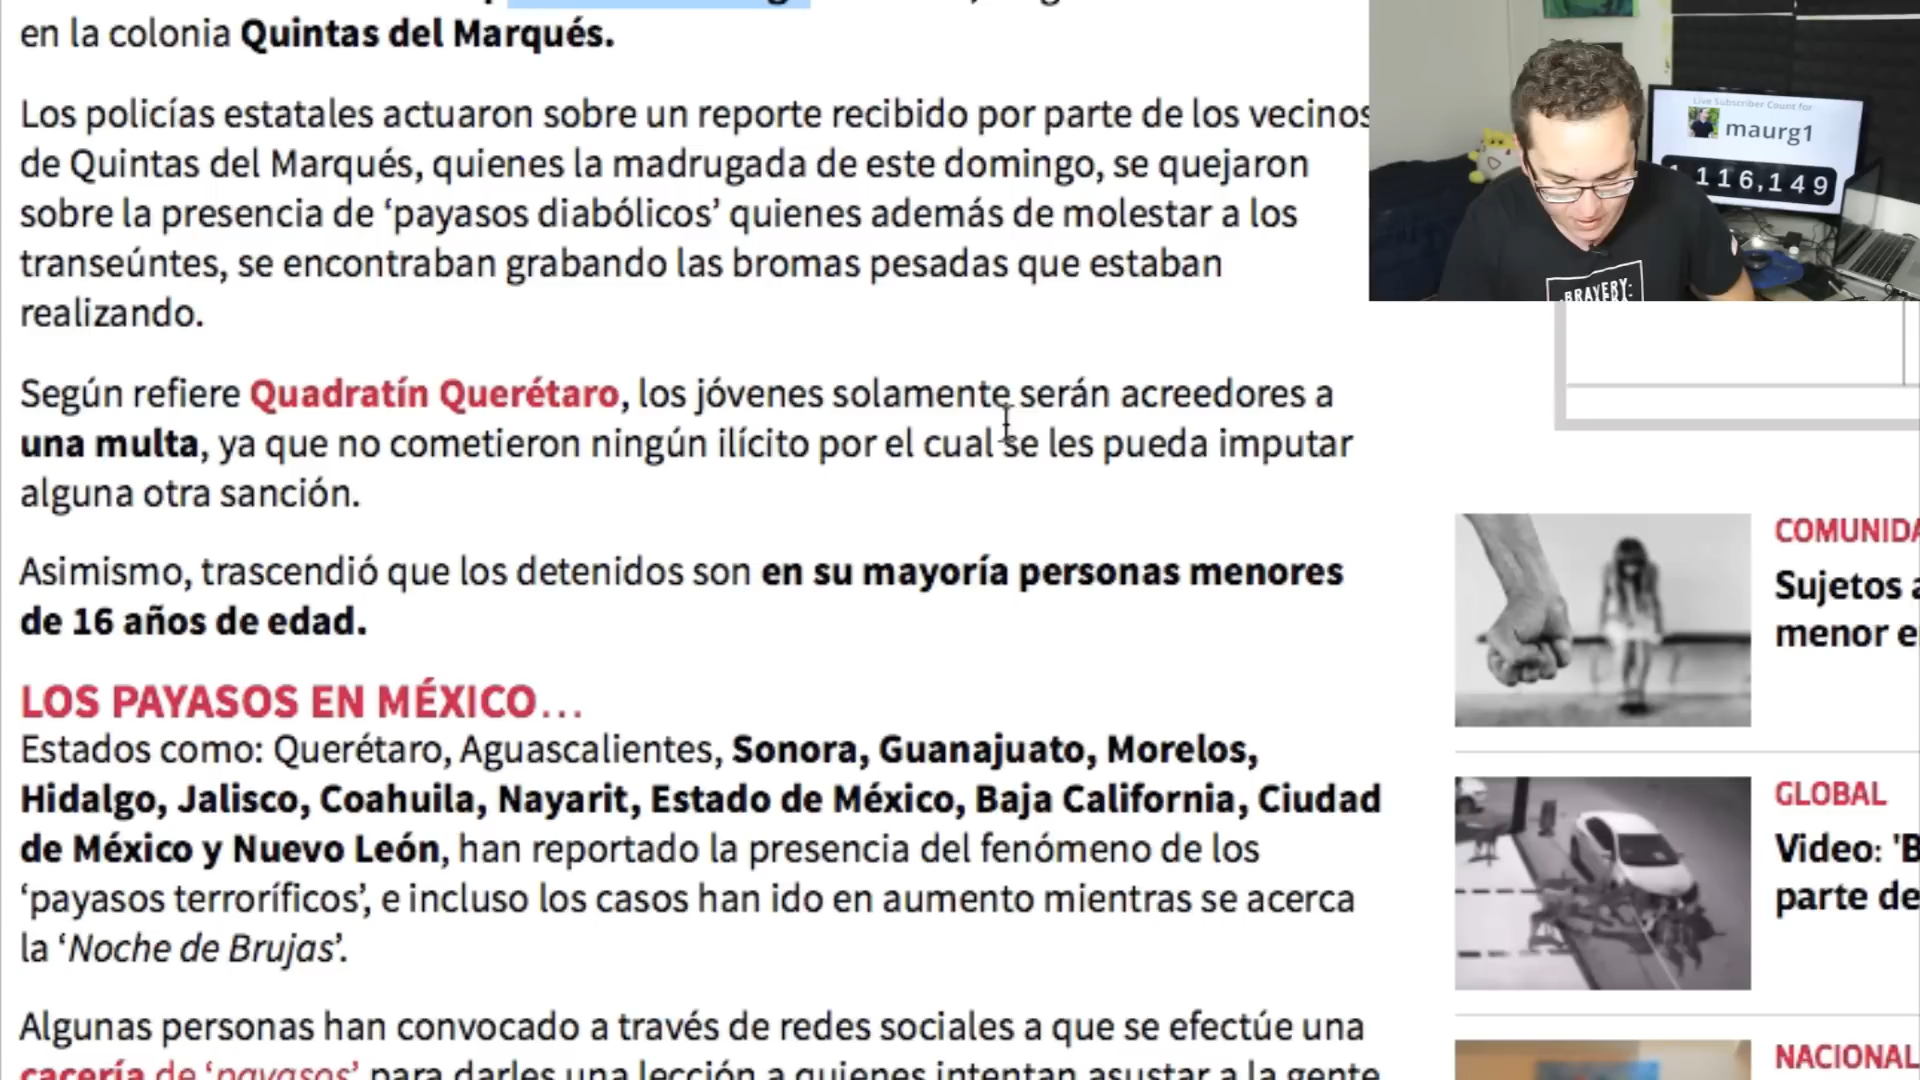 en la colonia Quintas del Marqués.
Los policías estatales actuaron sobre un reporte recibido por parte de los vecinos
de Quintas del Marqués, quienes la madrugada de este domingo, se quejaron
sobre la presencia de ‘payasos diabólicos’ quienes además de molestar a los
transeúntes, se encontraban grabando las bromas pesadas que estaban
realizando.
Según refiere Quadratín Querétaro, los jóvenes solamente serán acreedores a
una multa, ya que no cometieron ningún ilícito por el cual se les pueda imputar
alguna otra sanción.
Asimismo, trascendió que los detenidos son en su mayoría personas menores
de 16 años de edad.
LOS PAYASOS EN MÉXICO…
Estados como: Querétaro, Aguascalientes, Sonora, Guanajuato, Morelos,
Hidalgo, Jalisco, Coahuila, Nayarit, Estado de México, Baja California, Ciudad
de México y Nuevo León, han reportado la presencia del fenómeno de los
‘payasos terroríficos’, e incluso los casos han ido en aumento mientras se acerca
la ‘Noche de Brujas’.
Algunas personas han convocado a través de redes sociales a que se efectúe una
cacería de ‘payasos’ para darles una lección a quienes intentan asustar a la gente
Live Subscriber Count for
maurg1
116,149
BRAVERY:
COMUNIDA
Sujetos a
menor e
GLOBAL
Video: 'B
parte de
NACIONAL